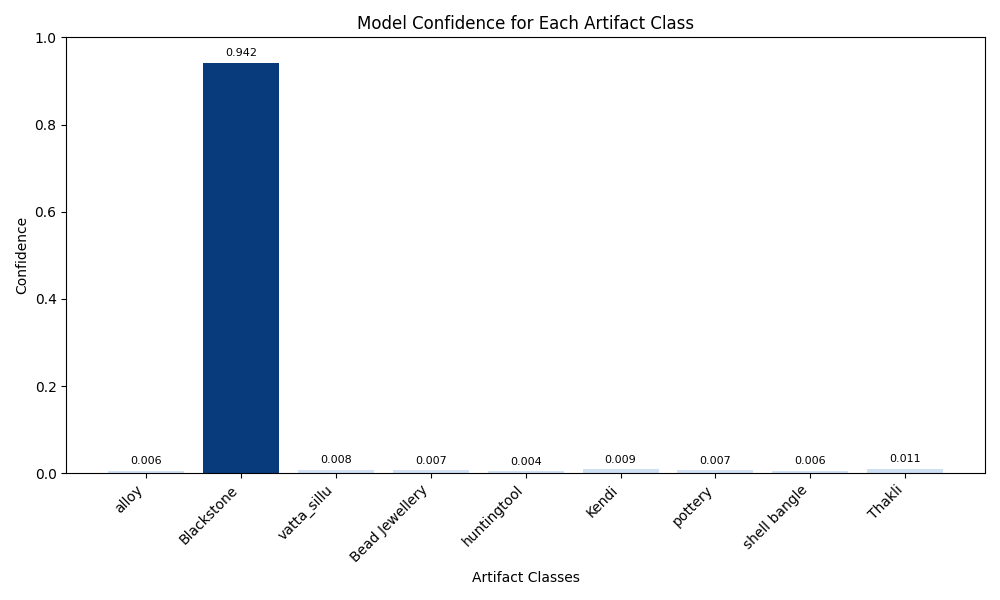 Model Confidence for Each Artifact Class
1.0
0.8
0.6
0.4
0.2
0.0
Confidence
0.006
0.942
0.008
0.007
0.004
0.009
0.007
0.006
0.011
alloy
Blackstone
vatta_sillu
Bead Jewellery
huntingtool
Kendi
pottery
shell bangle
Thakli
Artifact Classes